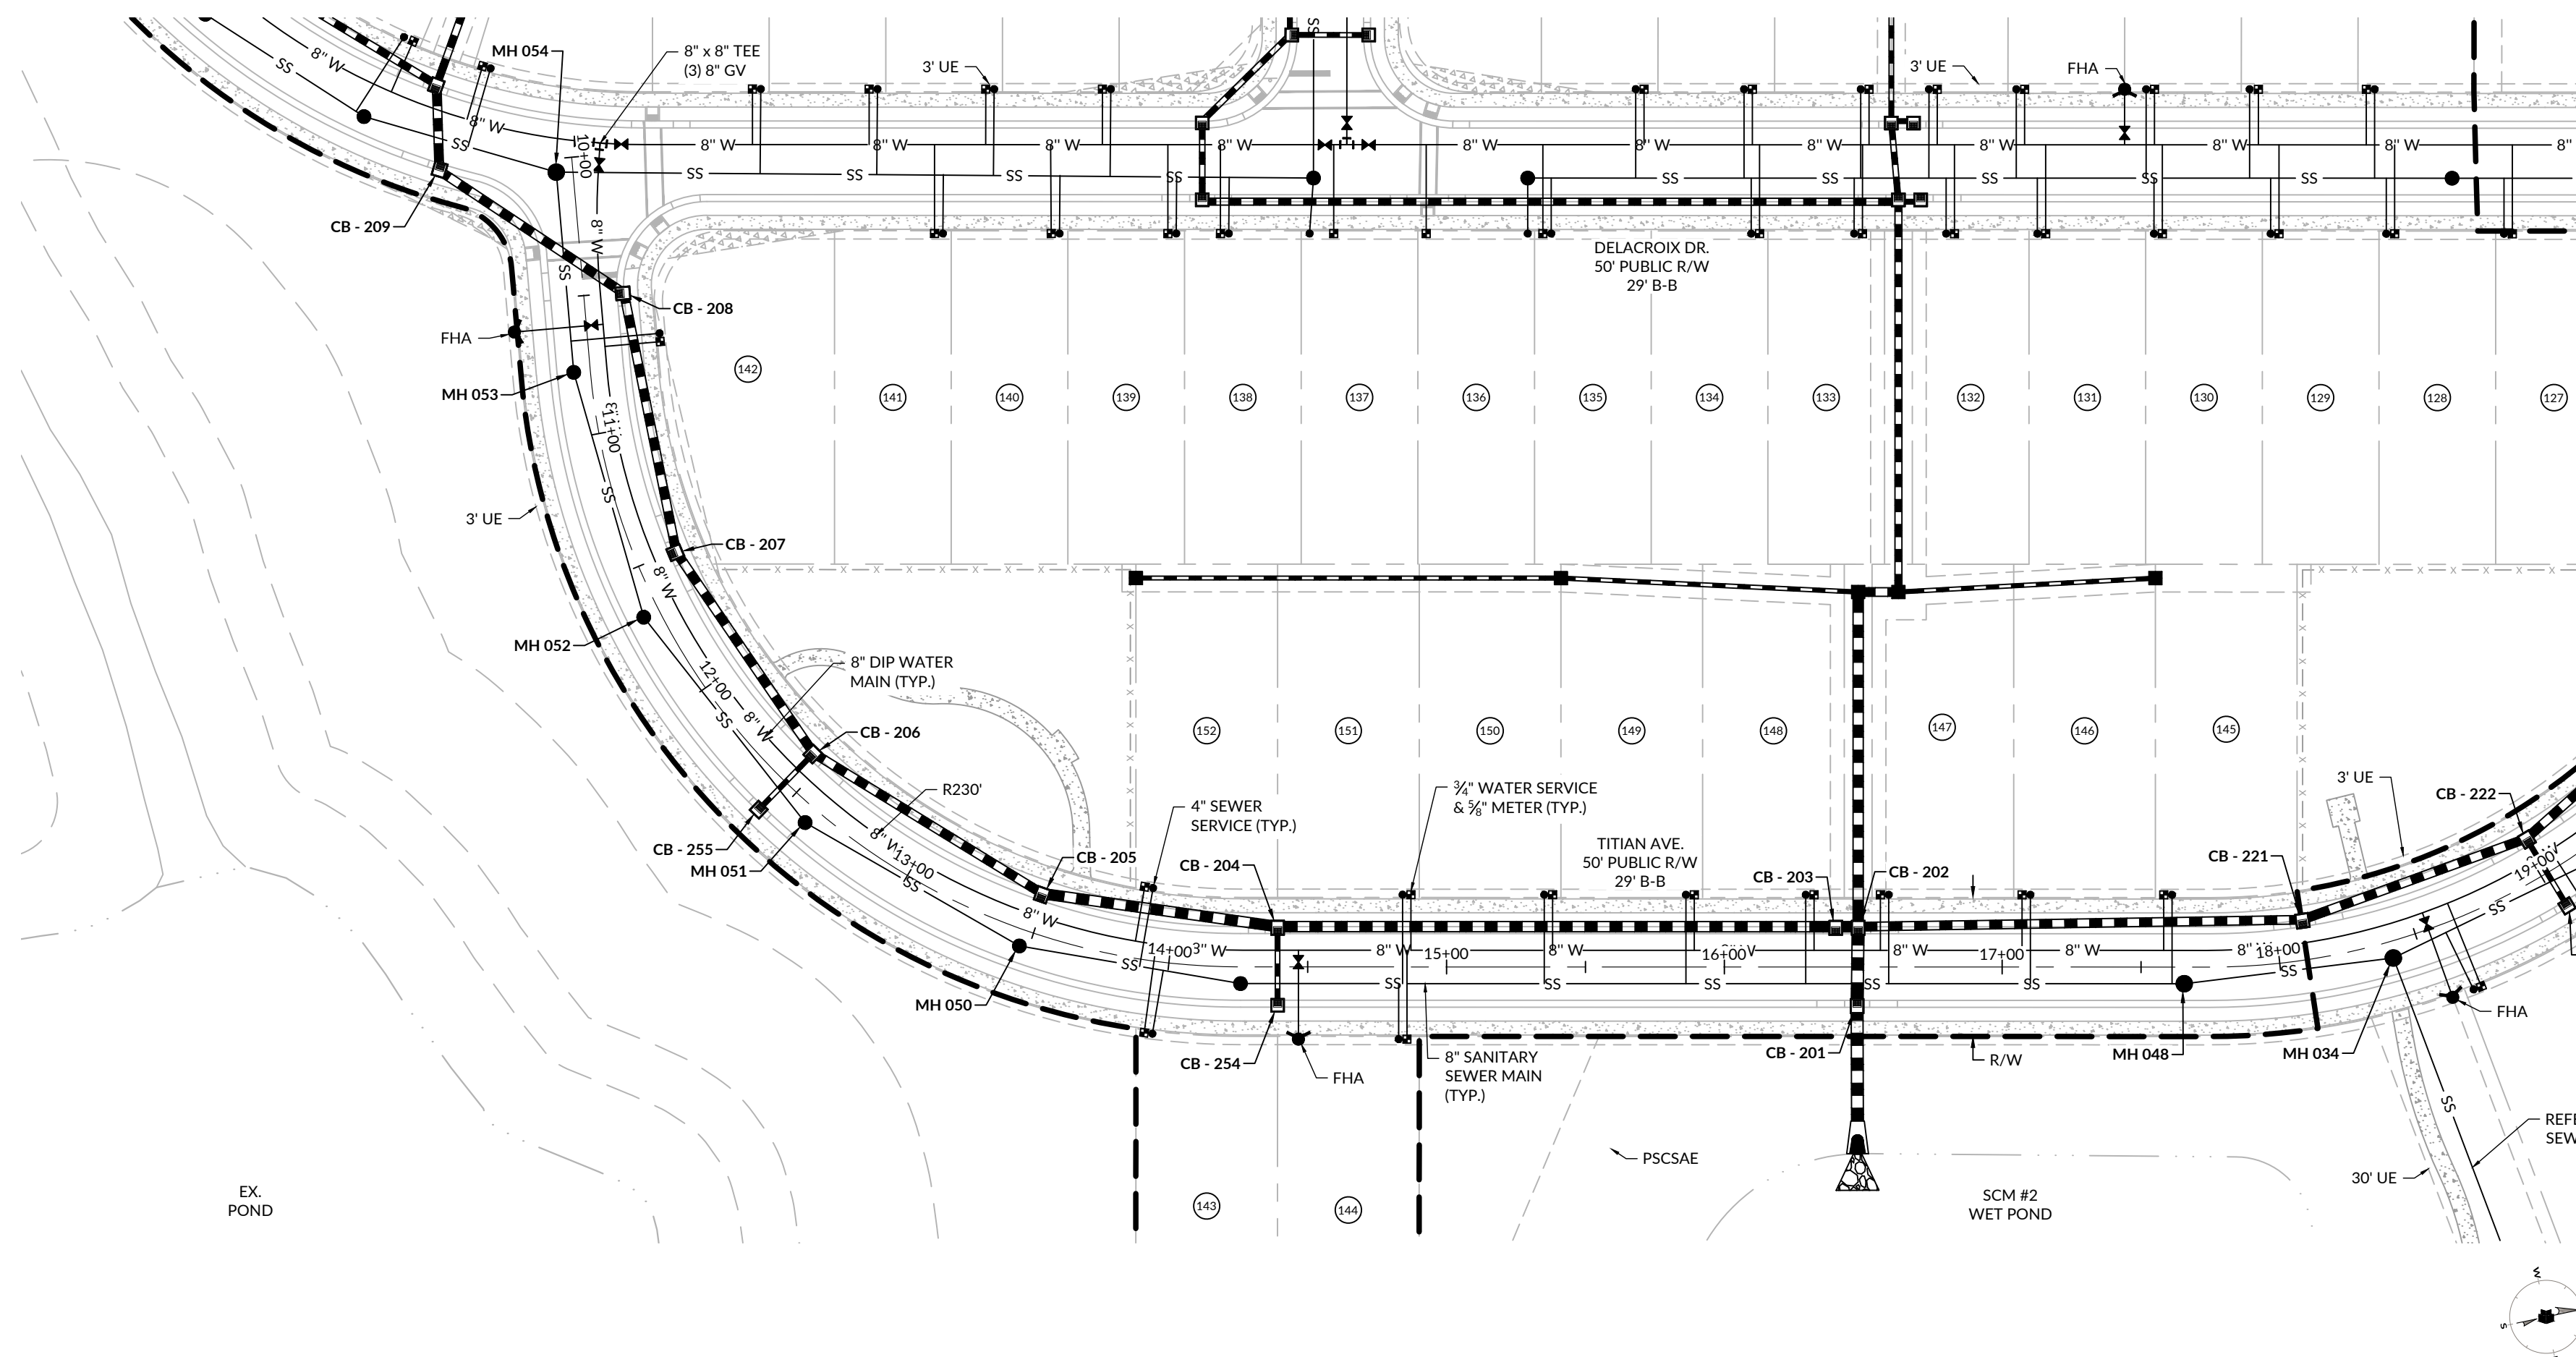 MH 054
8" x 8" TEE
(3) 8" GV
3' UE
3' UE
FHA
8" W
SS
8" W
SS
10+00
8" W
8" W
8" W
8" W
8" W
8" W
8" W
8" W
8" W
8" W
8"
SS
SS
SS
SS
SS
SS
SS
SS
SS
SS
CB - 209
8" W
SS
DELACROIX DR.
50' PUBLIC R/W
29' B-B
CB - 208
FHA
MH 053
142
141
140
139
138
137
136
135
134
133
132
131
130
129
128
127
11+00
SS
3' UE
CB - 207
8" W
MH 052
8" DIP WATER
MAIN (TYP.)
12+00
SS
8" W
CB - 206
152
151
150
149
148
147
146
145
R230'
4" SEWER
SERVICE (TYP.)
¾" WATER SERVICE
& ⅝" METER (TYP.)
3' UE
CB - 222
CB - 255
MH 051
8" W
13+00
SS
CB - 205
CB - 204
TITIAN AVE.
50' PUBLIC R/W
29' B-B
CB - 203
CB - 202
CB - 221
19+00
SS
8" W
14+00
SS
8" W
15+00
8" W
16+00
8" W
17+00
8" W
8"
18+00
SS
SS
SS
SS
SS
MH 050
CB - 254
FHA
8" SANITARY
SEWER MAIN
(TYP.)
CB - 201
R/W
MH 048
MH 034
FHA
SS
PSCSAE
30' UE
EX.
POND
143
144
SCM #2
WET POND